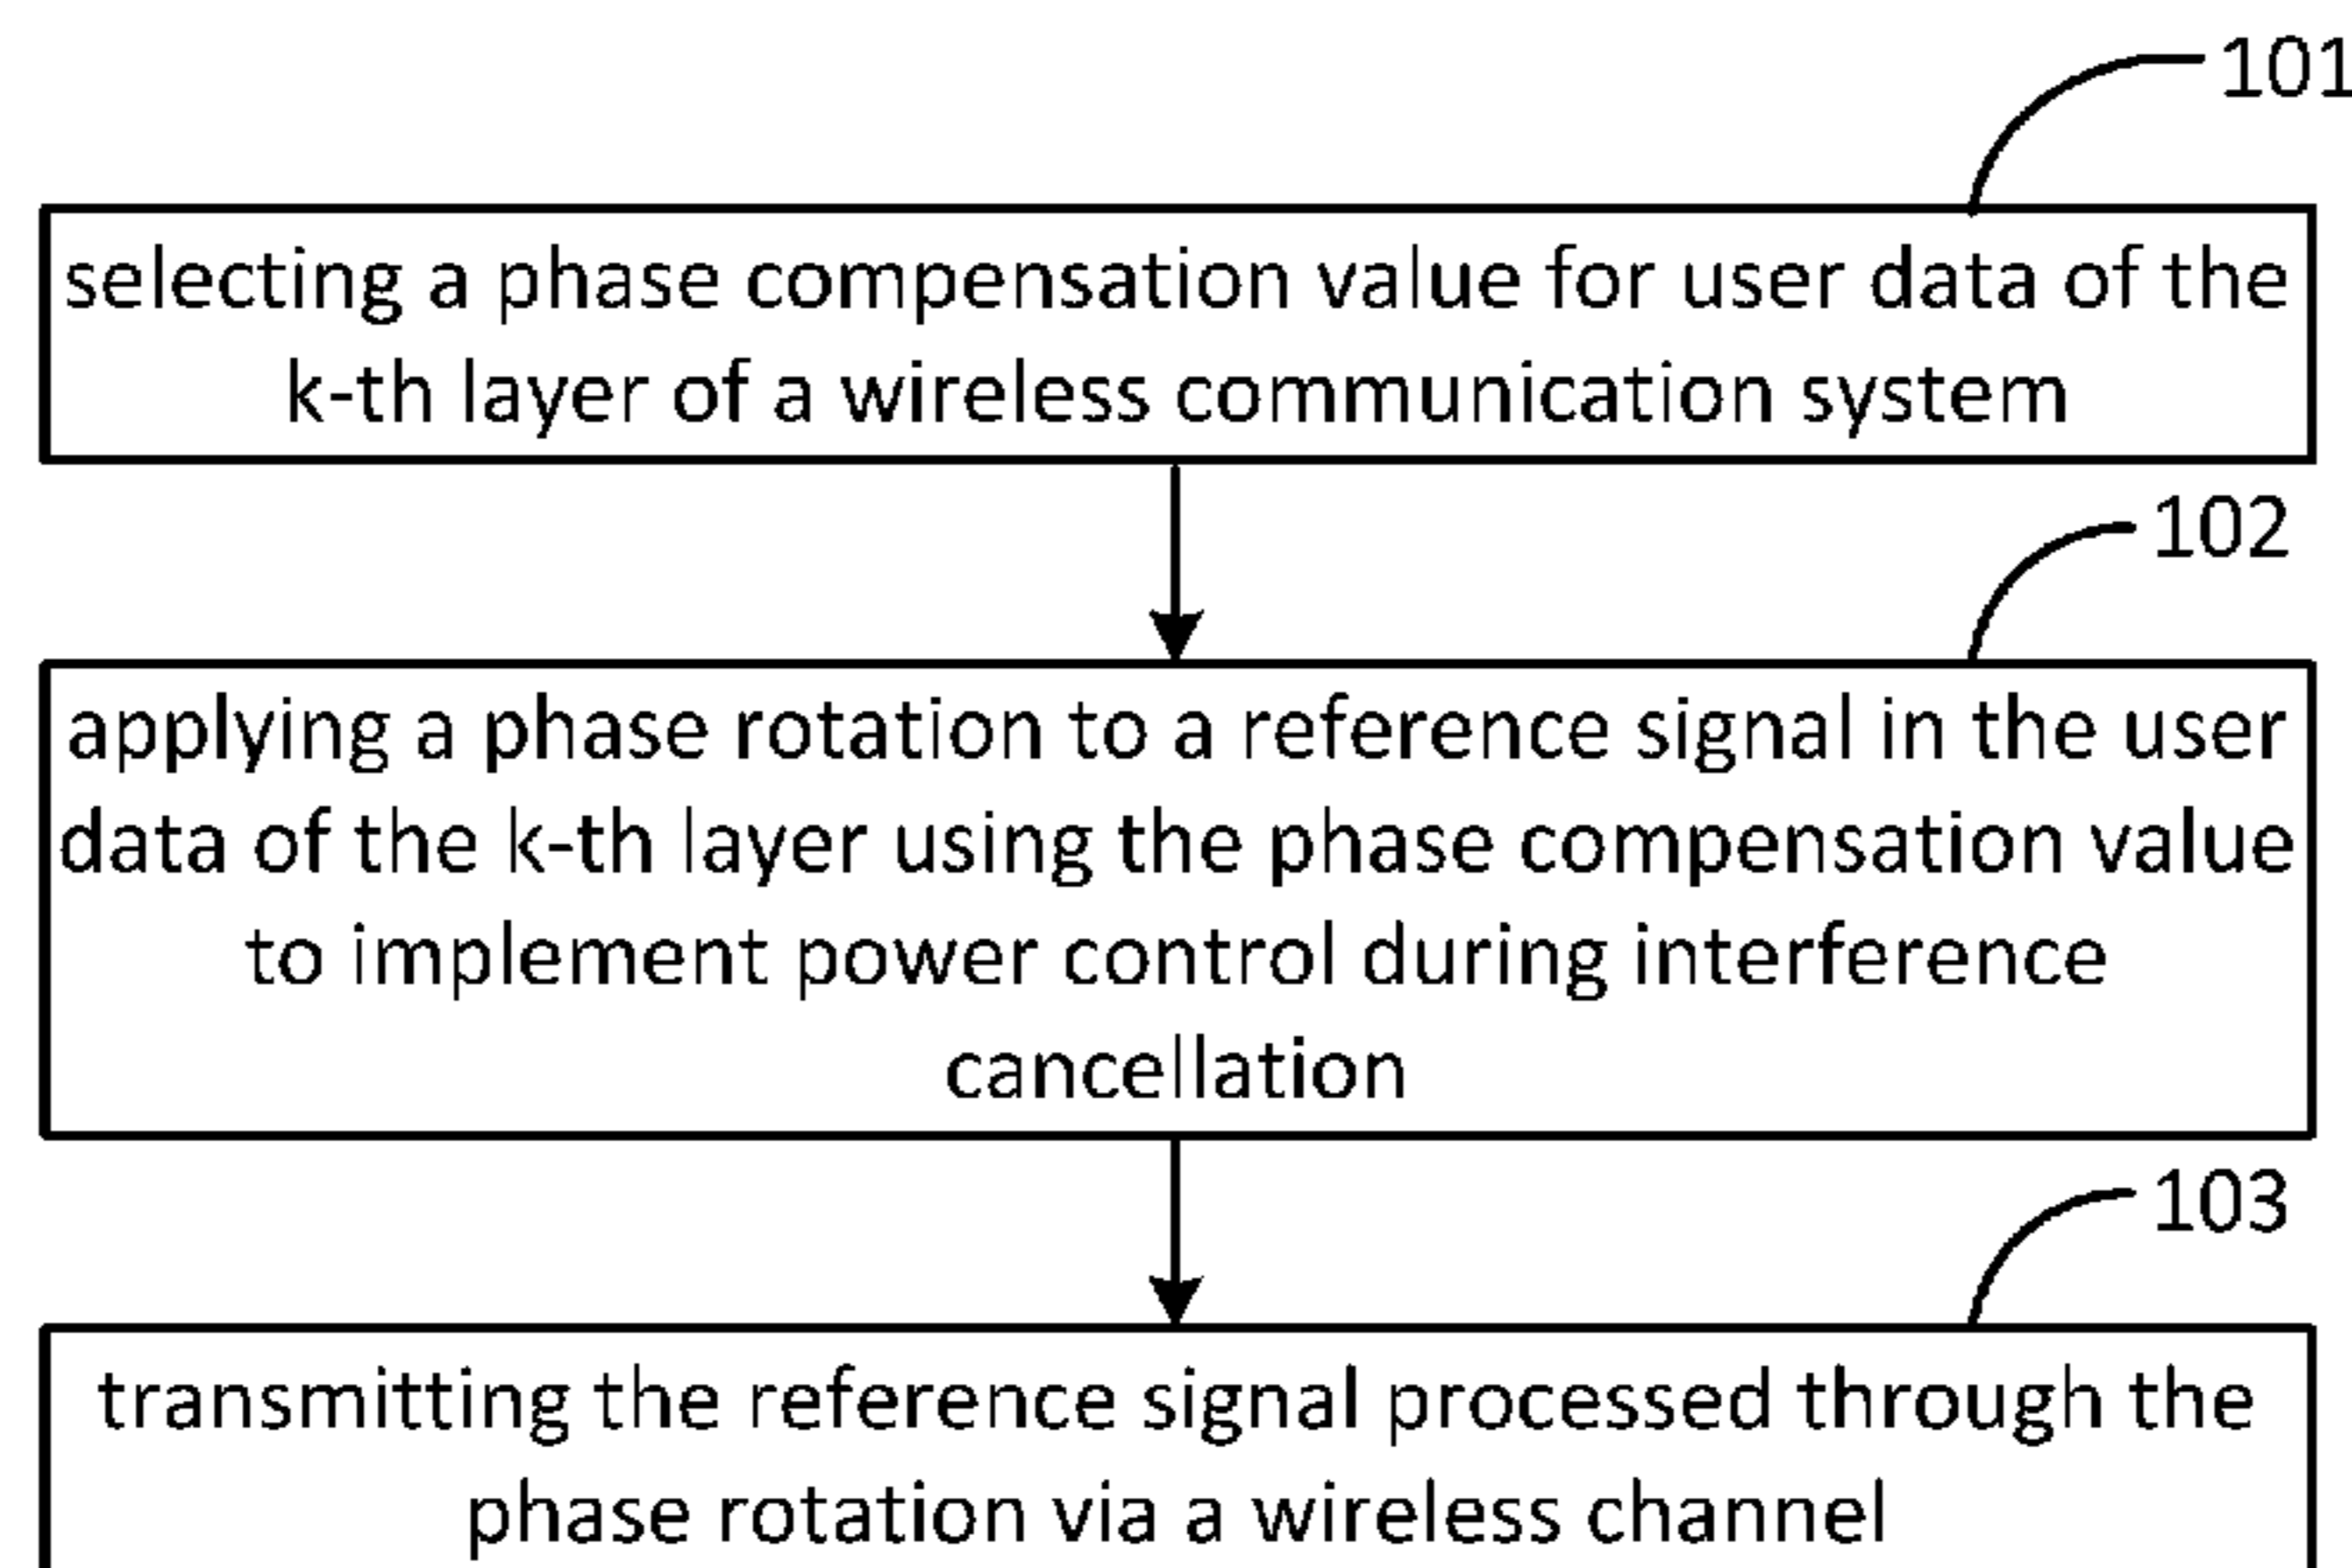 101
selecting a phase compensation value for user data of the
k-th layer of a wireless communication system
102
applying a phase rotation to a reference signal in the user
data of the k-th layer using the phase compensation value
to implement power control during interference
cancellation
103
transmitting the reference signal processed through the
phase rotation via a wireless channel